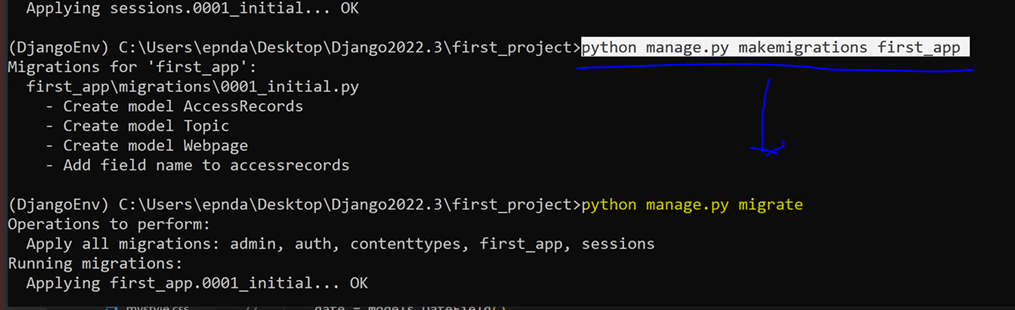 Applying sessions.0001_initial... OK
(DjangoEnv) C:\Users\epnda\Desktop\Django2022.3\first_project>python manage.py makemigrations first_app
Migrations for 'first_app':
first_app\migrations\0001_initial.py
- Create model AccessRecords
- Create model Topic
- Create model Webpage
- Add field name to accessrecords
(DjangoEnv) C:\Users\epnda\Desktop\Django2022.3\first_project>python manage.py migrate
Operations to perform:
Apply all migrations: admin, auth, contenttypes, first_app, sessions
Running migrations:
Applying first_app.0001_initial... OK